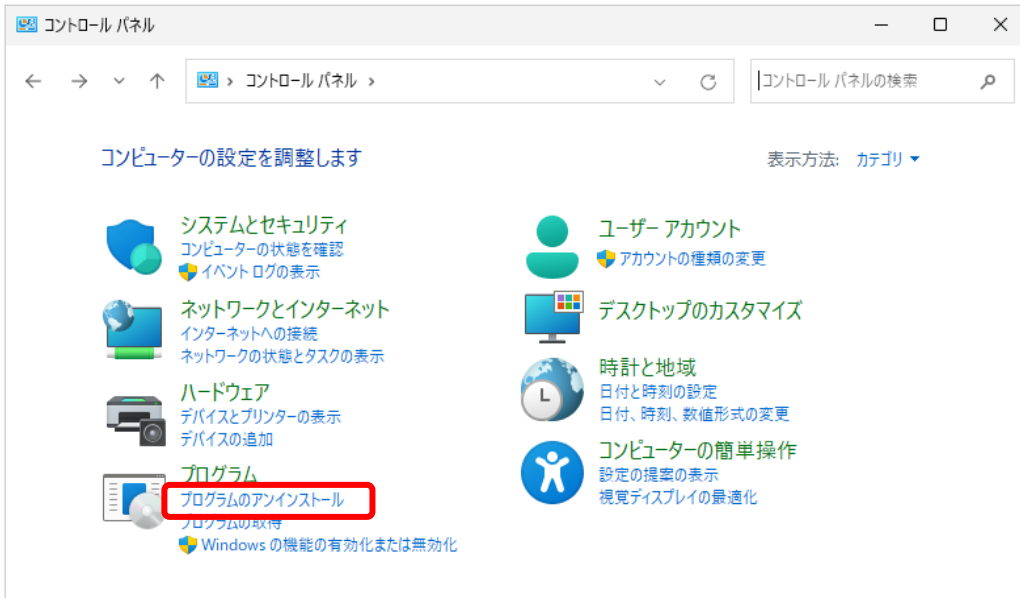 コントロール パネル
コントロール パネル
コントロール パネルの検索
コンピューターの設定を調整します
表示方法: カテゴリ
システムとセキュリティ
コンピューターの状態を確認
イベント ログの表示
ネットワークとインターネット
インターネットへの接続
ネットワークの状態とタスクの表示
ハードウェア
デバイスとプリンターの表示
デバイスの追加
プログラム
プログラムのアンインストール
プログラムの取得
Windows の機能の有効化または無効化
ユーザー アカウント
アカウントの種類の変更
デスクトップのカスタマイズ
時計と地域
日付と時刻の設定
日付、時刻、数値形式の変更
コンピューターの簡単操作
設定の提案の表示
視覚ディスプレイの最適化